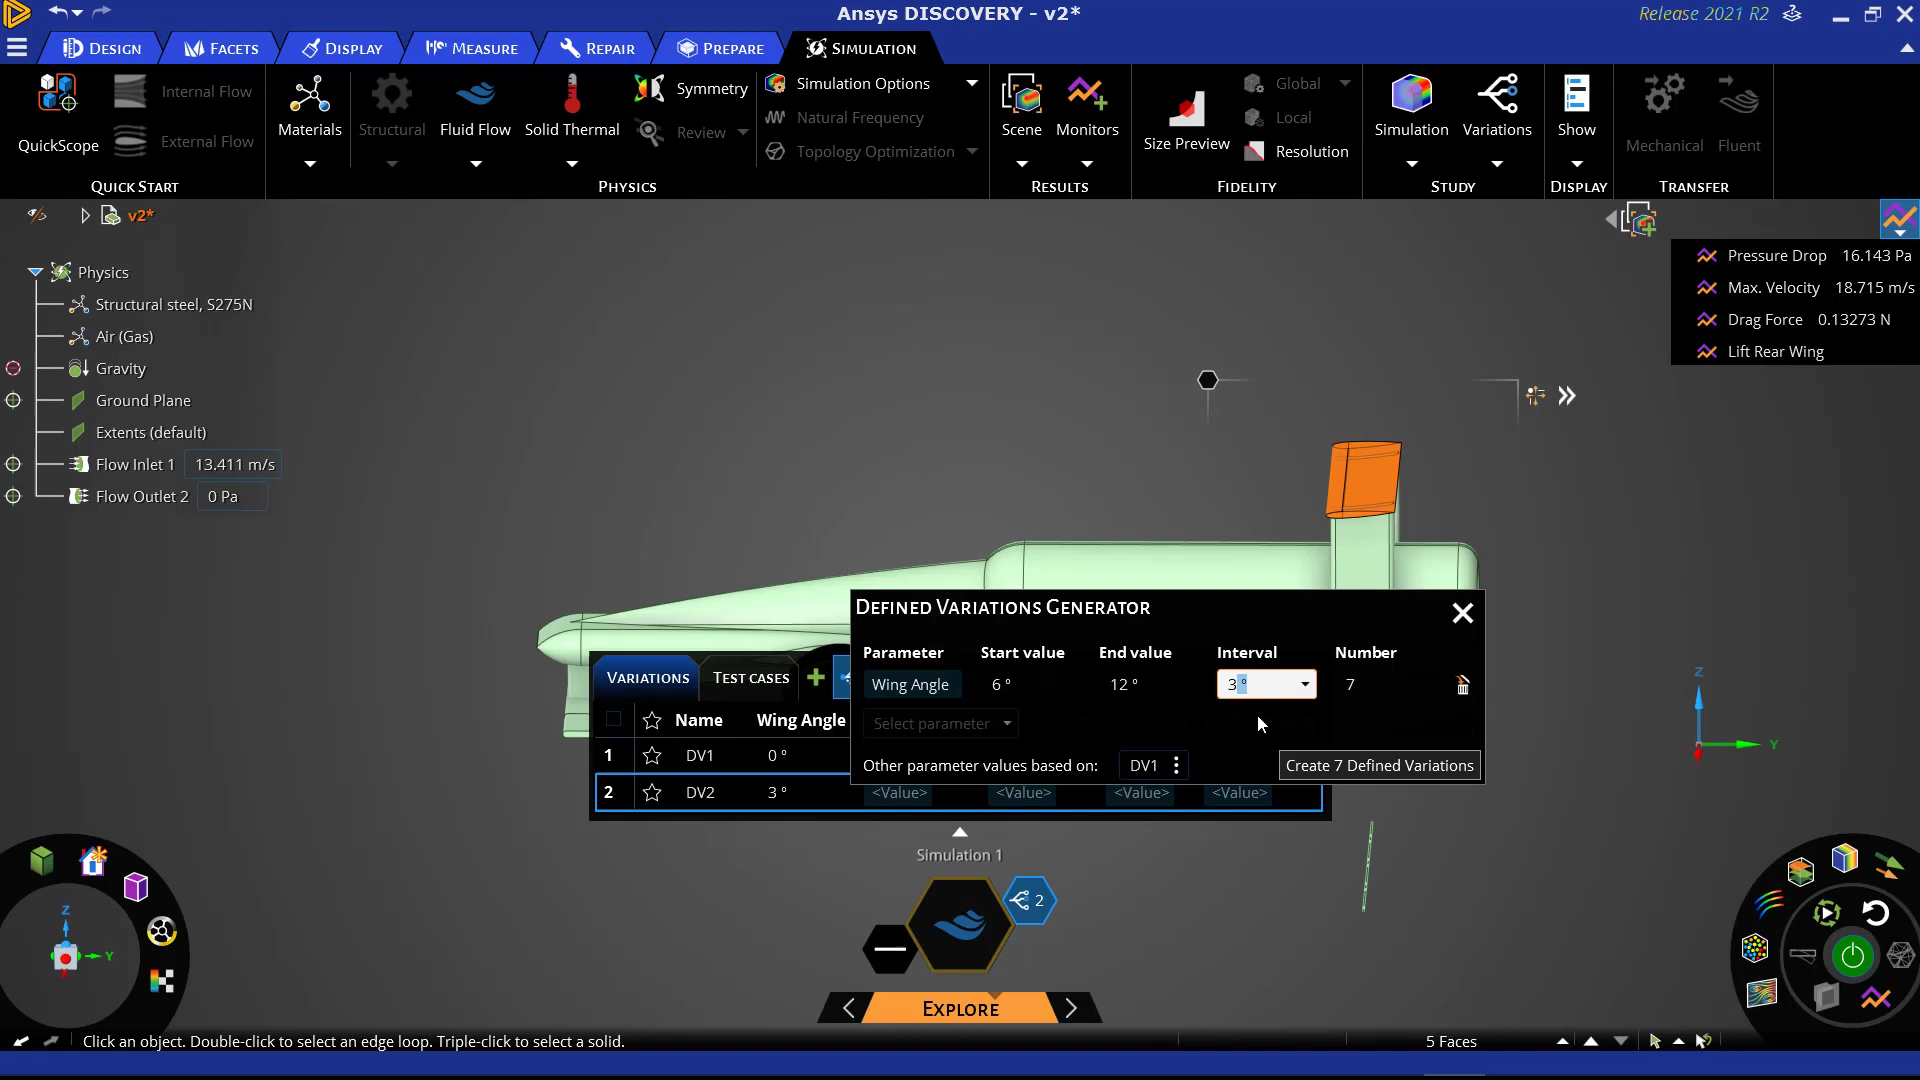 Ansys DISCOVERY - v2*
Release 2021 R2
DESIGN
FACETS
DISPLAY
MEASURE
REPAIR
PREPARE
SIMULATION
QuickScope
Internal Flow
External Flow
QUICK START
Materials
Structural
Fluid Flow
Solid Thermal
Symmetry
Review
Simulation Options
Natural Frequency
Topology Optimization
PHYSICS
Scene
Monitors
RESULTS
Size Preview
Global
Local
Resolution
FIDELITY
Simulation
Variations
STUDY
Show
DISPLAY
Mechanical
Fluent
TRANSFER
v2*
Physics
Structural steel, S275N
Air (Gas)
Gravity
Ground Plane
Extents (default)
Flow Inlet 1 13.411 m/s
Flow Outlet 2 0 Pa
Pressure Drop 16.143 Pa
Max. Velocity 18.715 m/s
Drag Force 0.13273 N
Lift Rear Wing
DEFINED VARIATIONS GENERATOR
Parameter Start value End value Interval Number
Wing Angle 6 ° 12 ° 3 ° 7
Select parameter
Other parameter values based on: DV1
Create 7 Defined Variations
VARIATIONS
TEST CASES
Name Wing Angle
1 DV1 0 °
2 DV2 3 ° <Value> <Value> <Value> <Value>
Simulation 1
2
EXPLORE
Z
Y
Z
Y
X
Click an object. Double-click to select an edge loop. Triple-click to select a solid.
5 Faces